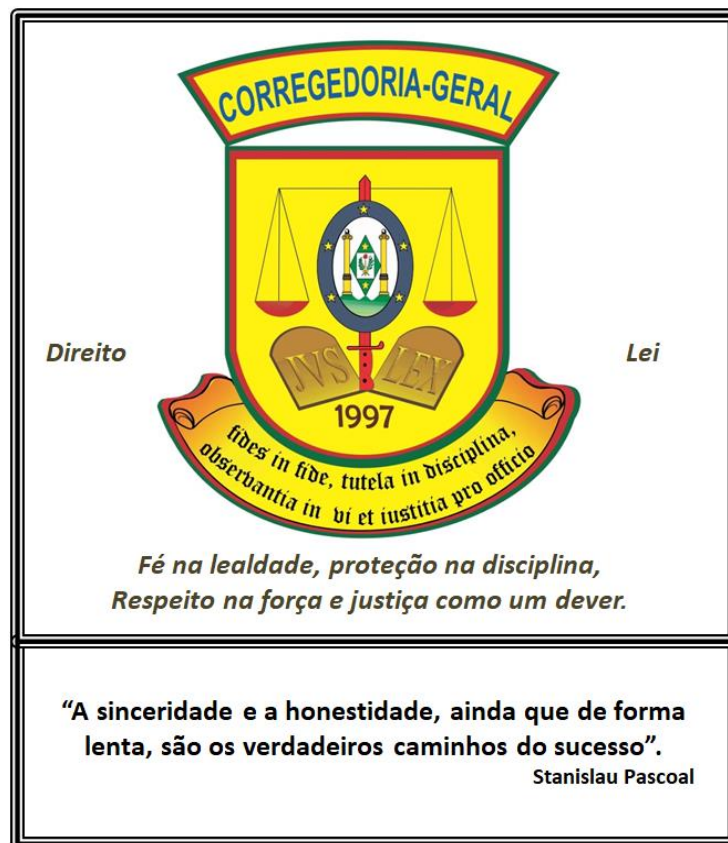 CORREGEDORIA-GERAL
Direito
Lei
JVS
LEX
1997
fides in fide, tutela in disciplina,
observantia in vi et iustitia pro officio
Fé na lealdade, proteção na disciplina,
Respeito na força e justiça como um dever.
“A sinceridade e a honestidade, ainda que de forma
lenta, são os verdadeiros caminhos do sucesso”.
Stanislau Pascoal